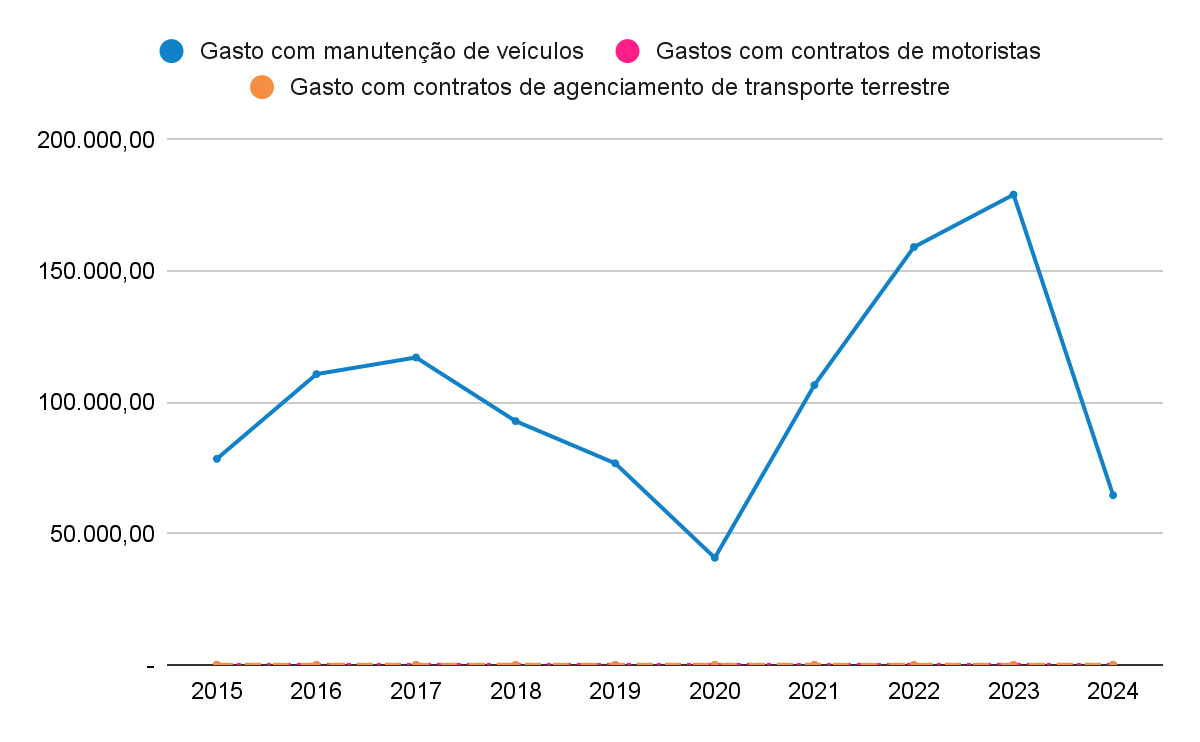 Gasto com manutenção de veículos Gastos com contratos de motoristas
Gasto com contratos de agenciamento de transporte terrestre
200.000,00
150.000,00
100.000,00
50.000,00
-
2015 2016 2017 2018 2019 2020 2021 2022 2023 2024